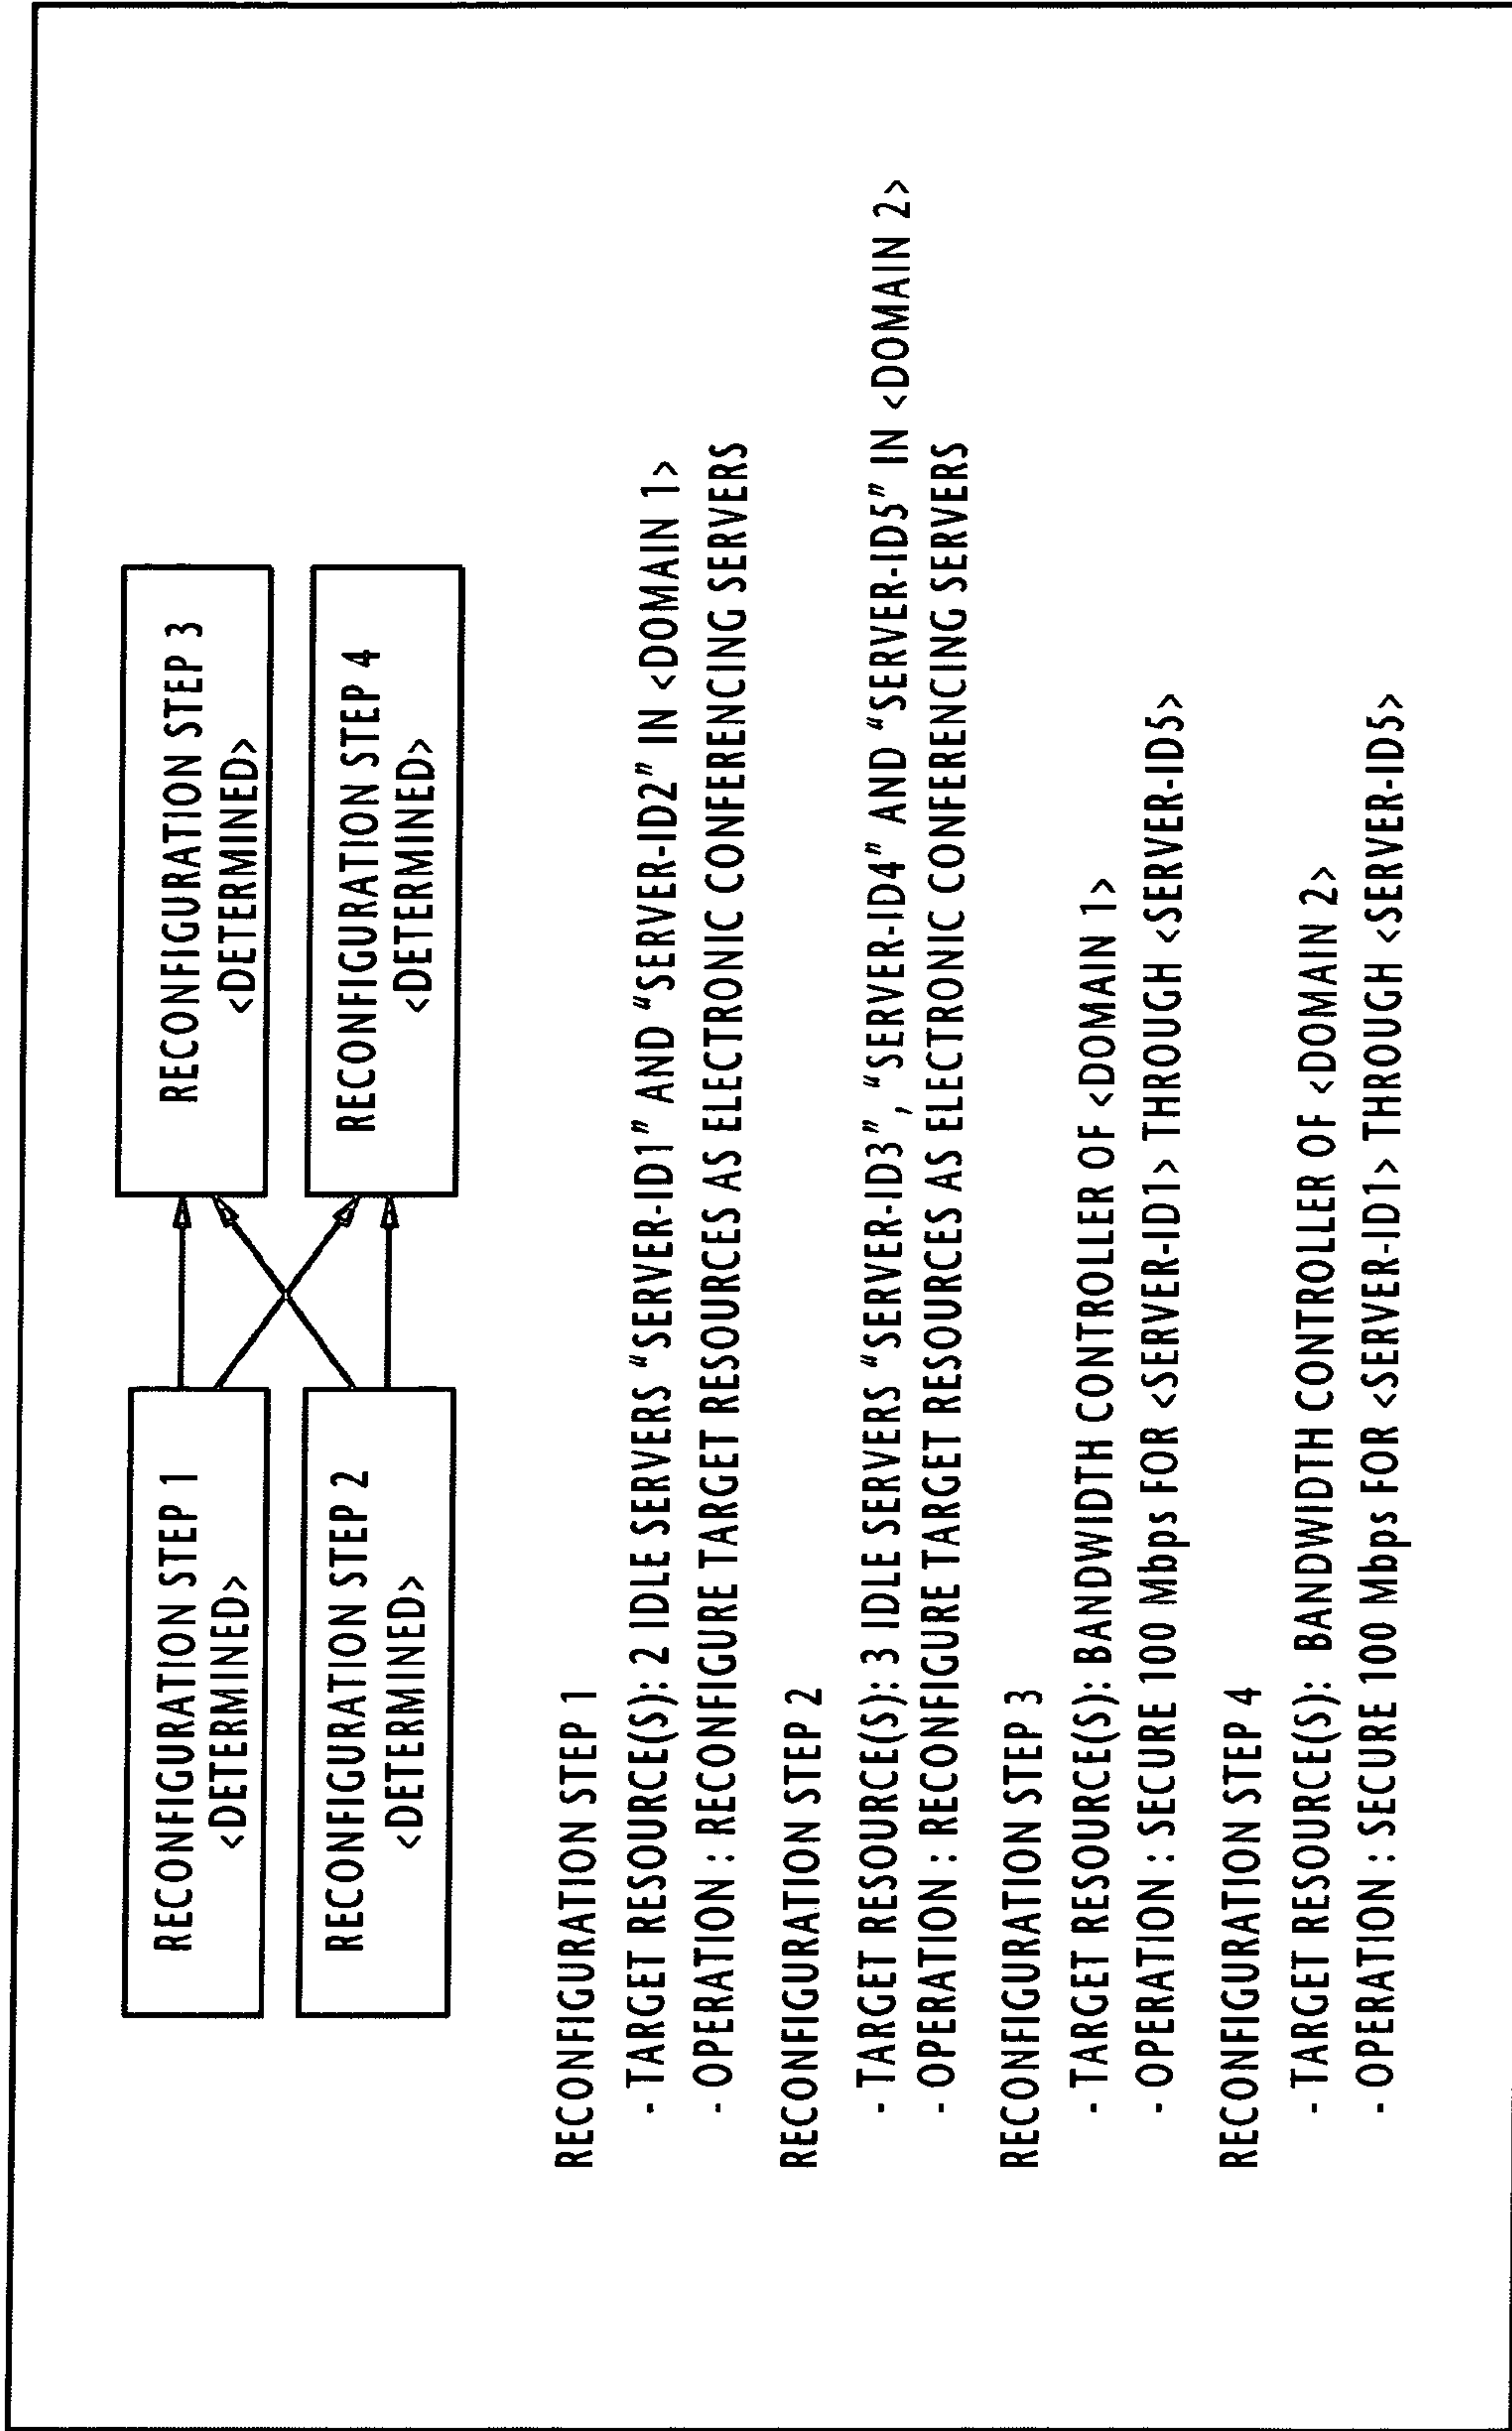 RECONFIGURATION STEP 1
<DETERMINED>
RECONFIGURATION STEP 3
<DETERMINED>
RECONFIGURATION STEP 2
<DETERMINED>
RECONFIGURATION STEP 4
<DETERMINED>
RECONFIGURATION STEP 1
- TARGET RESOURCE(S): 2 IDLE SERVERS “SERVER-ID1” AND “SERVER-ID2” IN <DOMAIN 1>
- OPERATION : RECONFIGURE TARGET RESOURCES AS ELECTRONIC CONFERENCING SERVERS
RECONFIGURATION STEP 2
- TARGET RESOURCE(S): 3 IDLE SERVERS “SERVER-ID3”, “SERVER-ID4” AND “SERVER-ID5” IN <DOMAIN 2>
- OPERATION : RECONFIGURE TARGET RESOURCES AS ELECTRONIC CONFERENCING SERVERS
RECONFIGURATION STEP 3
- TARGET RESOURCE(S): BANDWIDTH CONTROLLER OF <DOMAIN 1>
- OPERATION : SECURE 100 Mbps FOR <SERVER-ID1> THROUGH <SERVER-ID5>
RECONFIGURATION STEP 4
- TARGET RESOURCE(S): BANDWIDTH CONTROLLER OF <DOMAIN 2>
- OPERATION : SECURE 100 Mbps FOR <SERVER-ID1> THROUGH <SERVER-ID5>